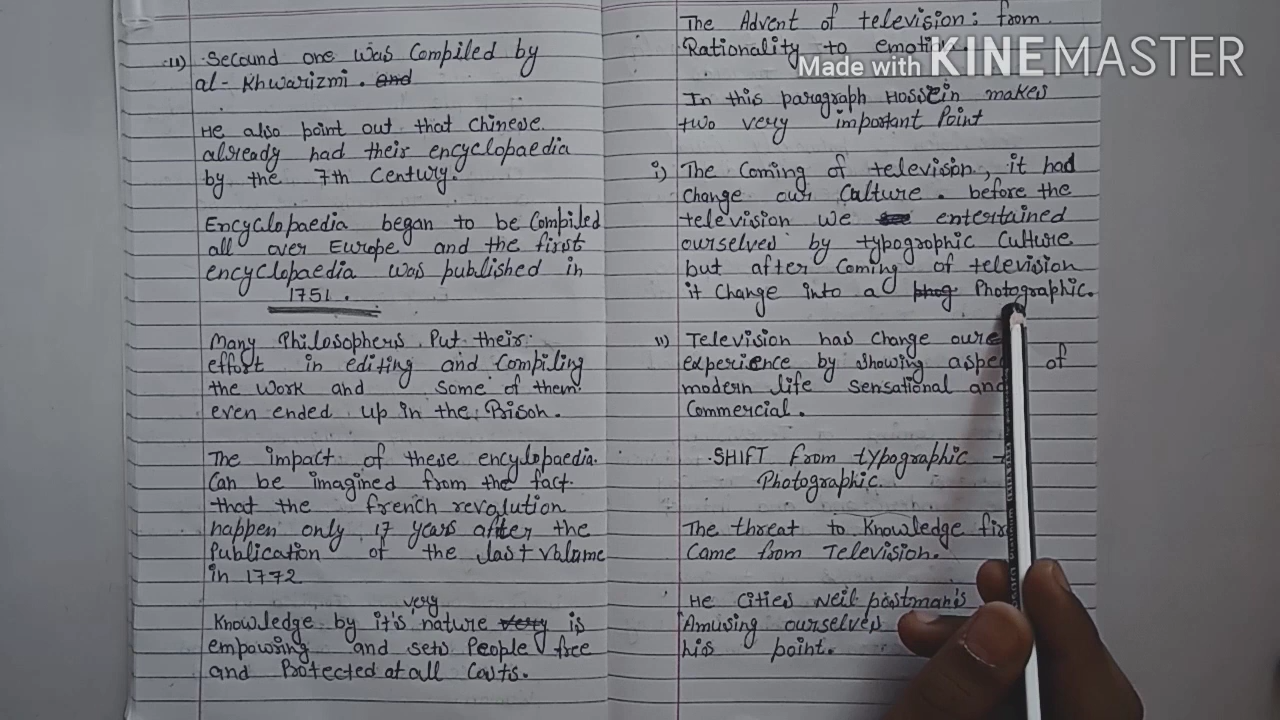 ii) Secound one was compiled by
al-Khwarizmi. and
He also point out that Chinese
already had their encyclopaedia
by the 7th Century.
Encyclopaedia began to be compiled
all over Europe and the first
encyclopaedia was published in
1751.
Many Philosophers Put their
effort in editing and compiling
the work and some of them
even ended up in the Prison.
The impact of these encyclopaedia.
Can be imagined from the fact
that the french revolution
happen only 17 years after the
Publication of the last volume
in 1772
very
Knowledge by it's nature very is
empowring and sets People free
and Protected at all Costs.
The Advent of television: from
Rationality to
Made with KINEMASTER
In this paragraph Hossein makes
two very important Point
i) The Coming of television, it had
change our Culture. before the
television we entertained
ourselves by typogrophic Culture
but after Coming of television
it Change into a phog Photographic.
ii) Television has change oure
experience by showing of
modern life sensational and
Commercial.
SHIFT from typographic -
Photographic.
The threat to knowledge
Came from Television.
He Cities Neil postman's
Amusing ourselves
his point.